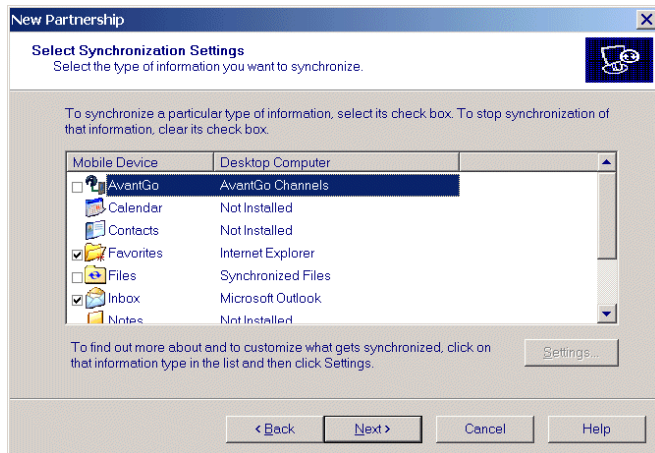 New Partnership
Select Synchronization Settings
Select the type of information you want to synchronize.
To synchronize a particular type of information, select its check box. To stop synchronization of
that information, clear its check box.
Mobile Device Desktop Computer
AvantGo AvantGo Channels
Calendar Not Installed
Contacts Not Installed
Favorites Internet Explorer
Files Synchronized Files
Inbox Microsoft Outlook
Notes Not Installed
To find out more about and to customize what gets synchronized, click on
that information type in the list and then click Settings.
Settings...
< Back Next > Cancel Help